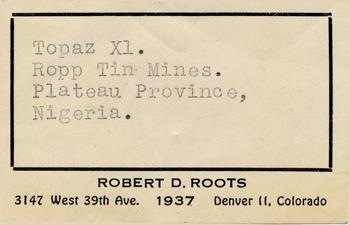 Topaz Xl.
Ropp Tin Mines.
Plateau Province,
Nigeria.
ROBERT D. ROOTS
3147 West 39th Ave. 1937 Denver 11, Colorado